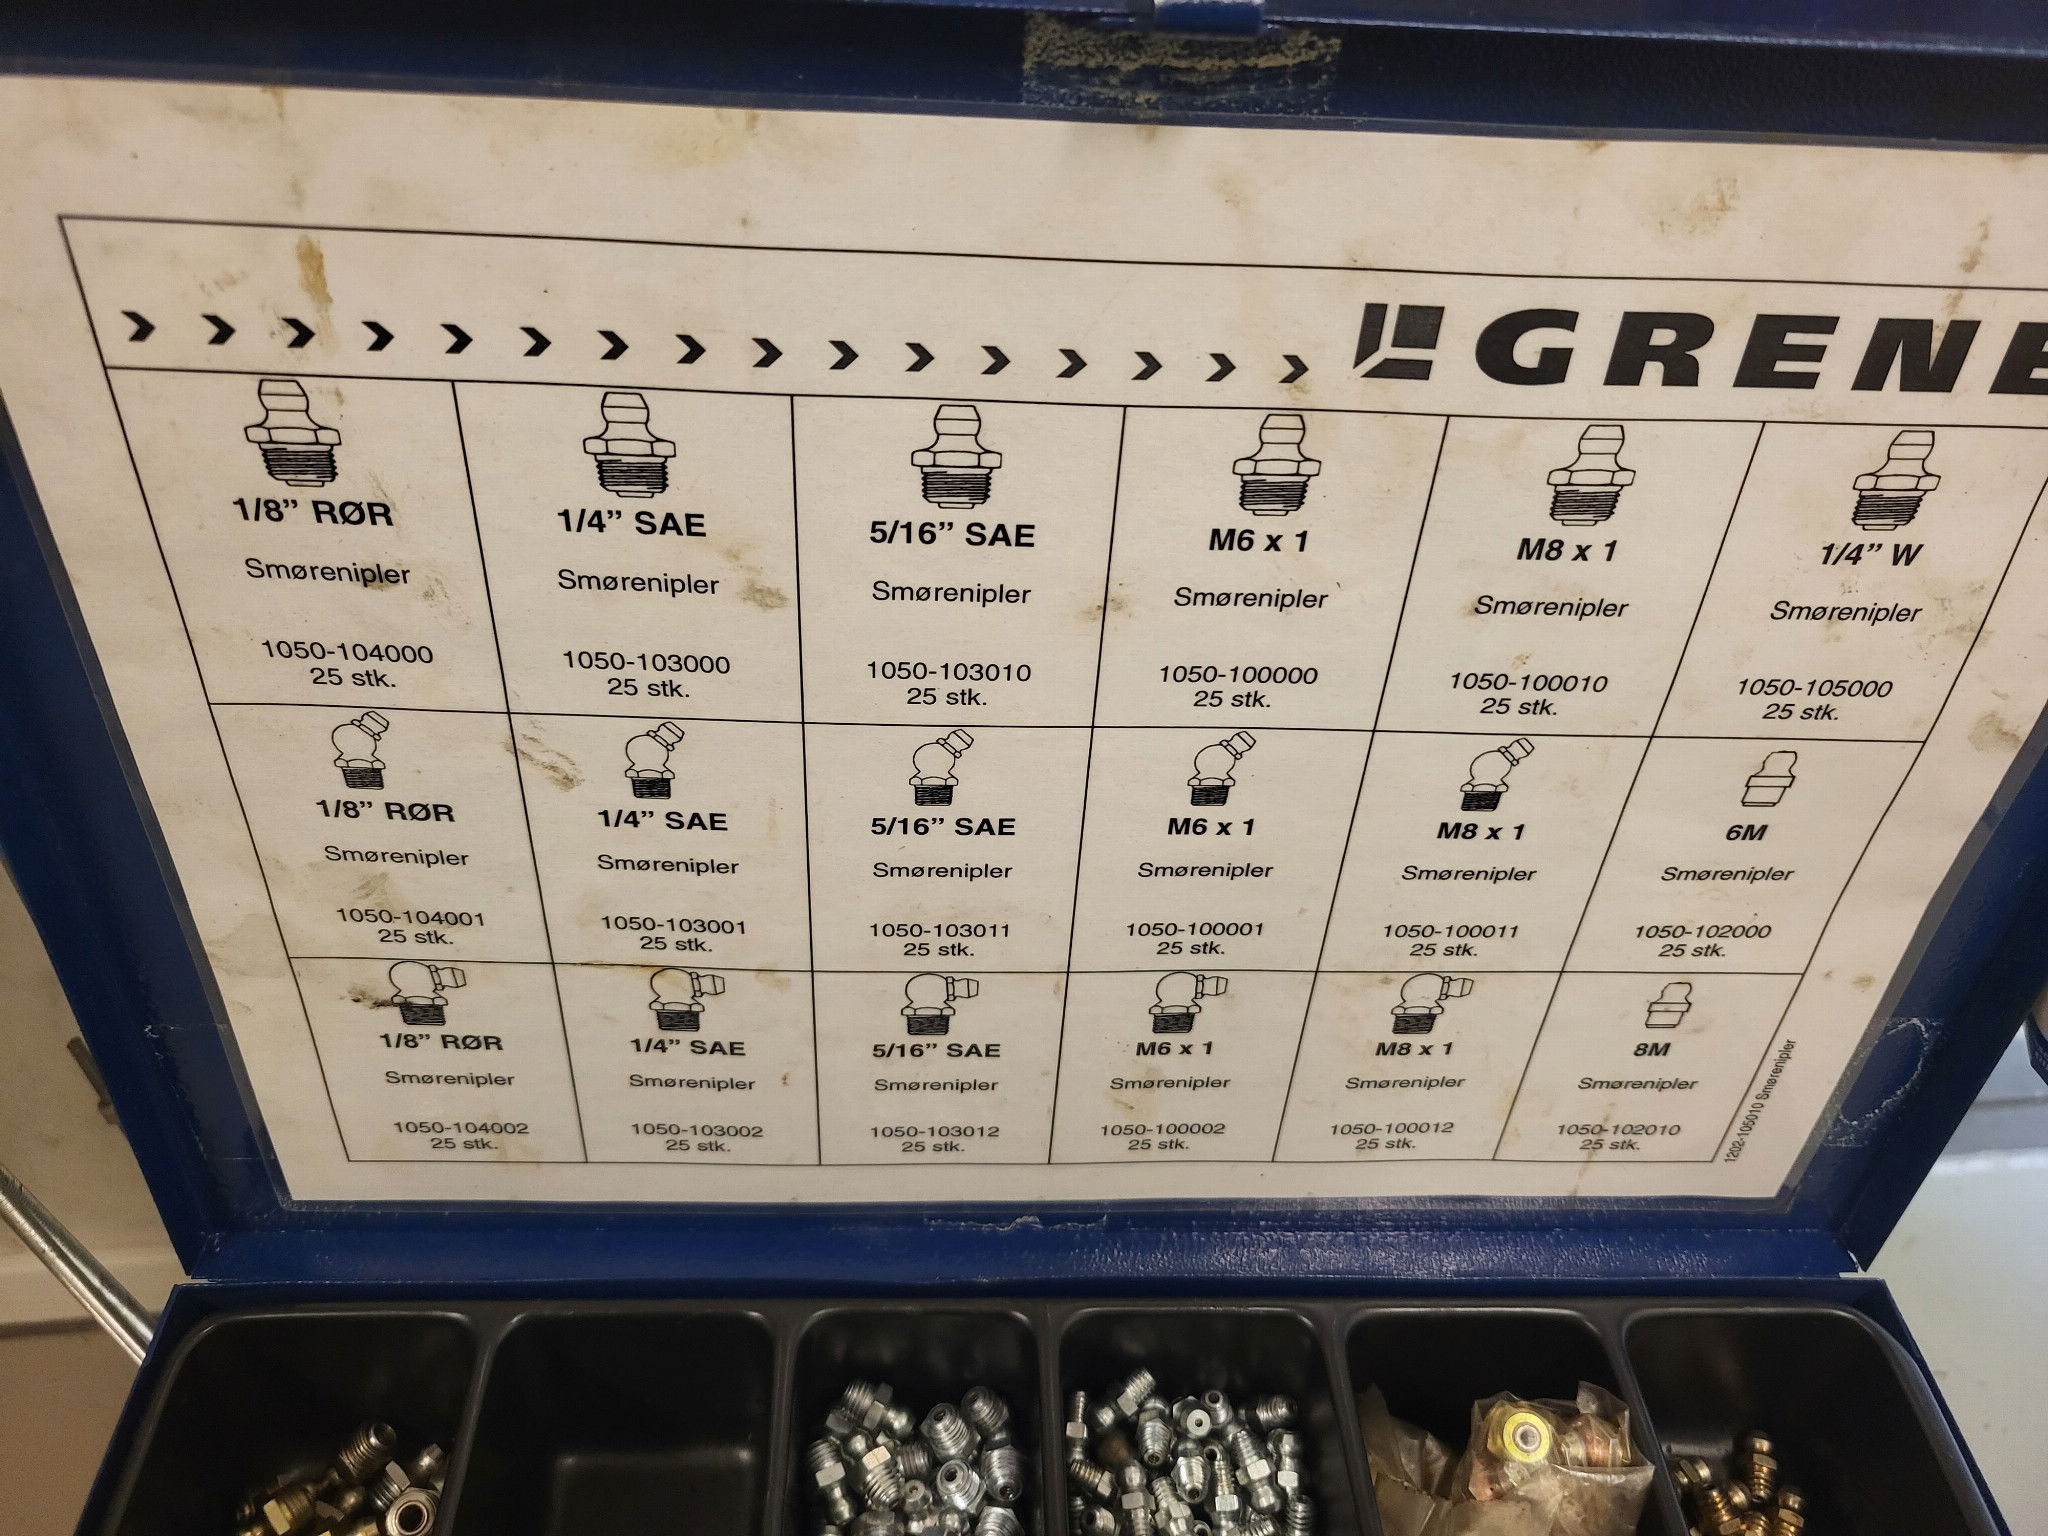 GRENE
1/8” RØR
Smørenipler
1050-104000
25 stk.
1/4” SAE
Smørenipler
1050-103000
25 stk.
5/16” SAE
Smørenipler
1050-103010
25 stk.
M6 x 1
Smørenipler
1050-100000
25 stk.
M8 x 1
Smørenipler
1050-100010
25 stk.
1/4” W
Smørenipler
1050-105000
25 stk.
1/8” RØR
Smørenipler
1050-104001
25 stk.
1/4” SAE
Smørenipler
1050-103001
25 stk.
5/16” SAE
Smørenipler
1050-103011
25 stk.
M6 x 1
Smørenipler
1050-100001
25 stk.
M8 x 1
Smørenipler
1050-100011
25 stk.
6M
Smørenipler
1050-102000
25 stk.
1/8” RØR
Smørenipler
1050-104002
25 stk.
1/4” SAE
Smørenipler
1050-103002
25 stk.
5/16” SAE
Smørenipler
1050-103012
25 stk.
M6 x 1
Smørenipler
1050-100002
25 stk.
M8 x 1
Smørenipler
1050-100012
25 stk.
8M
Smørenipler
1050-102010
25 stk.
1202-105010 Smørenipler